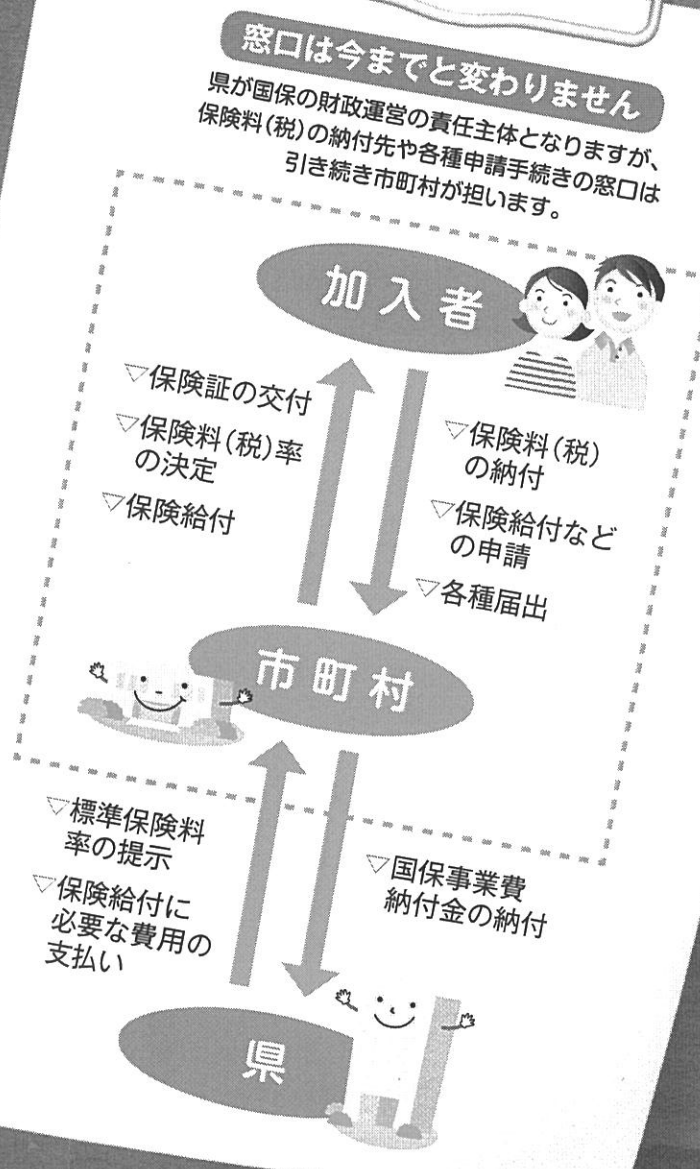 窓口は今までと変わりません
県が国保の財政運営の責任主体となりますが、
保険料(税)の納付先や各種申請手続きの窓口は
引き続き市町村が担います。
加入者
▽保険証の交付
▽保険料(税)率
の決定
▽保険給付
▽保険料(税)
の納付
▽保険給付など
の申請
▽各種届出
市町村
▽標準保険料
率の提示
▽保険給付に
必要な費用の
支払い
▽国保事業費
納付金の納付
県